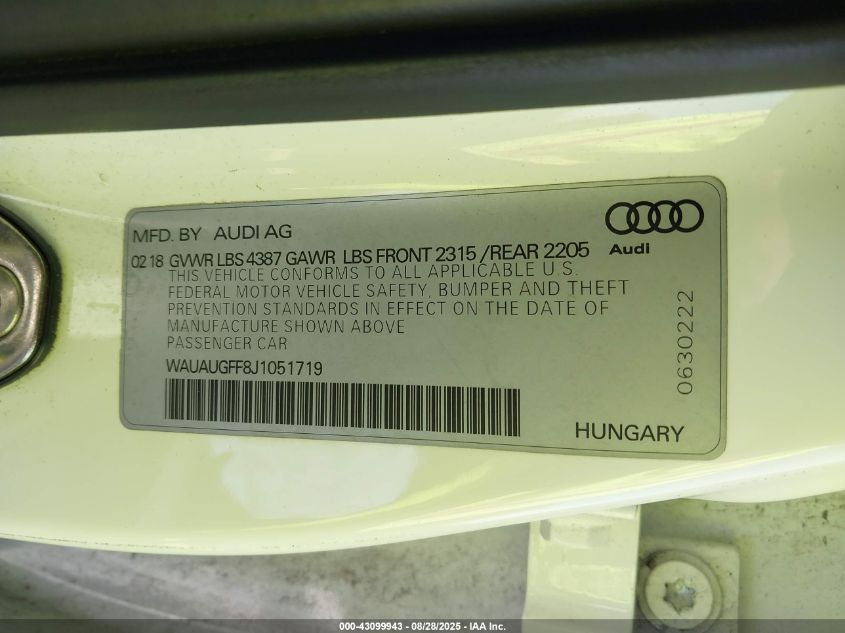 MFD. BY AUDI AG
Audi
02 18 GVWR LBS 4387 GAWR LBS FRONT 2315 / REAR 2205
THIS VEHICLE CONFORMS TO ALL APPLICABLE U.S.
FEDERAL MOTOR VEHICLE SAFETY, BUMPER AND THEFT
PREVENTION STANDARDS IN EFFECT ON THE DATE OF
MANUFACTURE SHOWN ABOVE
PASSENGER CAR
WAUAUGFF8J1051719
0630222
HUNGARY
000-43099943 - 08/28/2025 - IAA Inc.